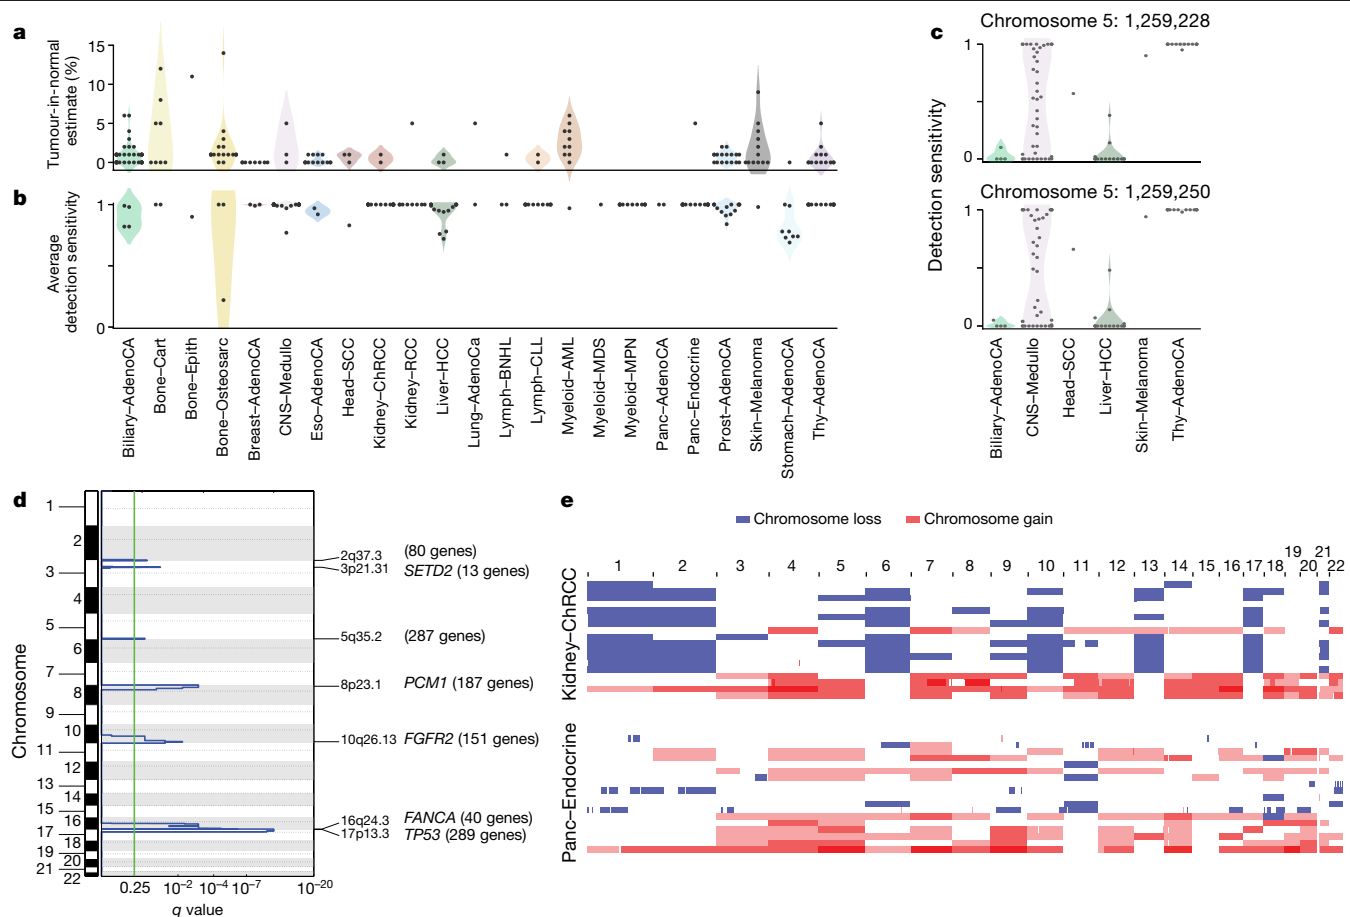 a
Tumour-in-normal
estimate (%)
15
10
5
0
b
Average
detection sensitivity
1
0
Biliary–AdenoCA
Bone–Cart
Bone–Epith
Bone–Osteosarc
Breast–AdenoCA
CNS–Medullo
Eso–AdenoCA
Head–SCC
Kidney–ChRCC
Kidney–RCC
Liver–HCC
Lung–AdenoCa
Lymph–BNHL
Lymph–CLL
Myeloid–AML
Myeloid–MDS
Myeloid–MPN
Panc–AdenoCA
Panc–Endocrine
Prost–AdenoCA
Skin–Melanoma
Stomach–AdenoCA
Thy–AdenoCA
c
Chromosome 5: 1,259,228
Detection sensitivity
1
0
Chromosome 5: 1,259,250
1
0
Biliary–AdenoCA
CNS–Medullo
Head–SCC
Liver–HCC
Skin–Melanoma
Thy–AdenoCA
d
Chromosome
1
2
3
4
5
6
7
8
9
10
11
12
13
14
15
16
17
18
19
20
21
22
2q37.3 (80 genes)
3p21.31 SETD2 (13 genes)
5q35.2 (287 genes)
8p23.1 PCM1 (187 genes)
10q26.13 FGFR2 (151 genes)
16q24.3 FANCA (40 genes)
17p13.3 TP53 (289 genes)
0.25 10⁻² 10⁻⁴ 10⁻⁷ 10⁻²⁰
q value
e
Chromosome loss Chromosome gain
1 2 3 4 5 6 7 8 9 10 11 12 13 14 15 16 17 18 19 20 21 22
Kidney–ChRCC
Panc–Endocrine